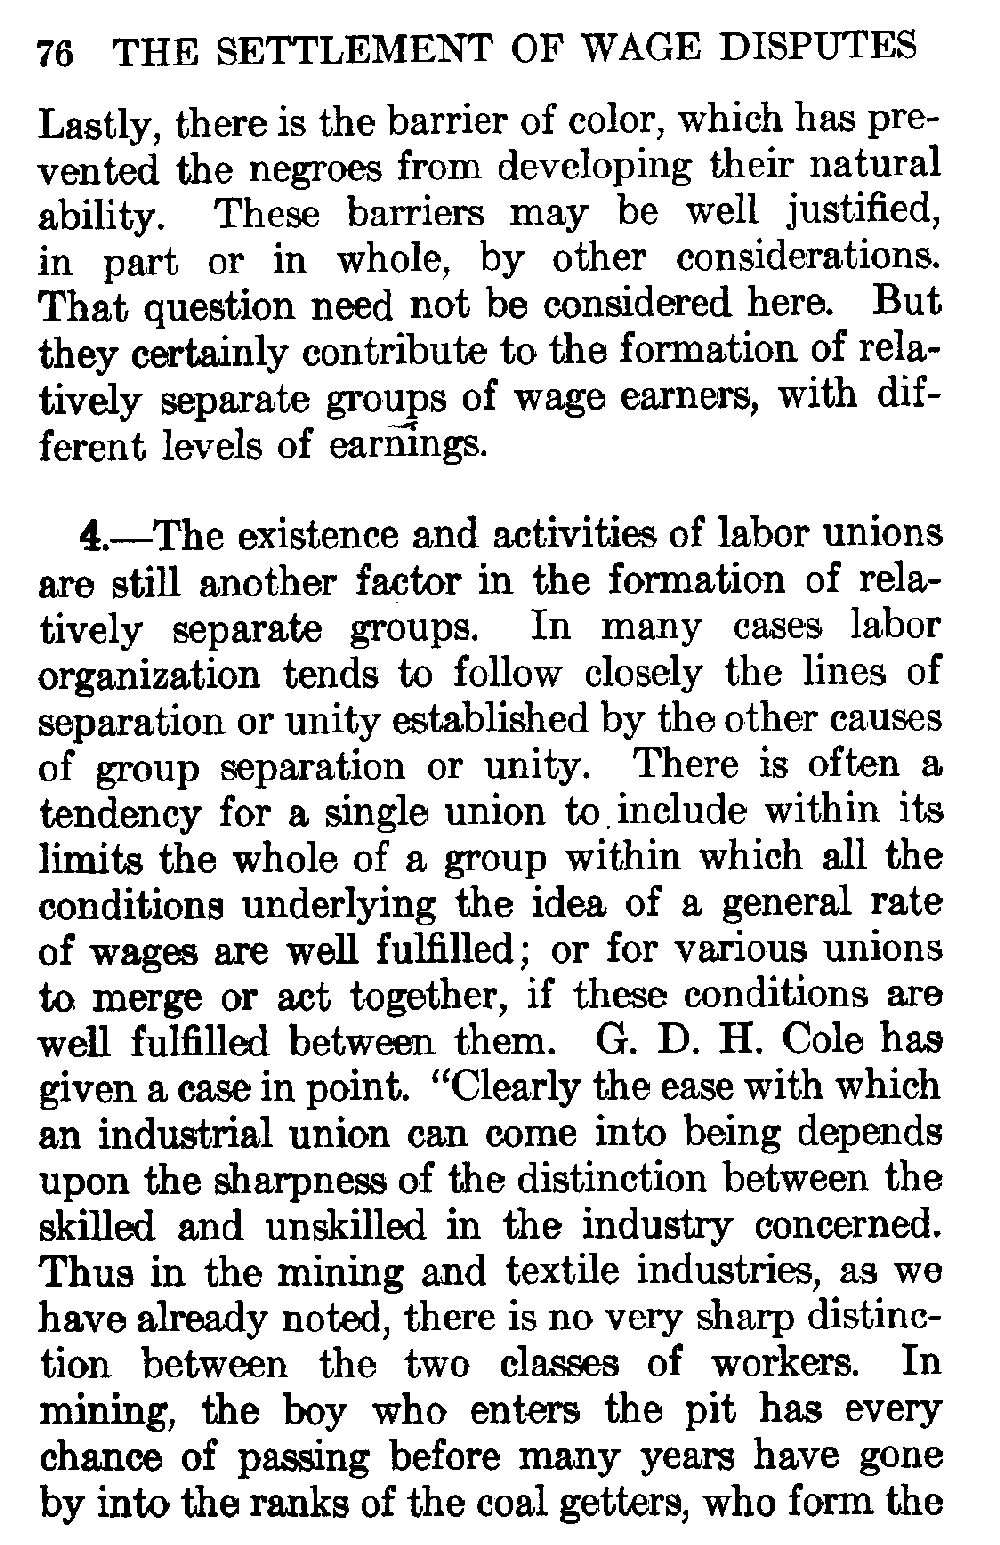 76 THE SETTLEMENT OF WAGE DISPUTES
Lastly, there is the barrier of color, which has pre-
vented the negroes from developing their natural
ability. These barriers may be well justified,
in part or in whole, by other considerations.
That question need not be considered here. But
they certainly contribute to the formation of rela-
tively separate groups of wage earners, with dif-
ferent levels of earnings.
4.—The existence and activities of labor unions
are still another factor in the formation of rela-
tively separate groups. In many cases labor
organization tends to follow closely the lines of
separation or unity established by the other causes
of group separation or unity. There is often a
tendency for a single union to include within its
limits the whole of a group within which all the
conditions underlying the idea of a general rate
of wages are well fulfilled; or for various unions
to merge or act together, if these conditions are
well fulfilled between them. G. D. H. Cole has
given a case in point. "Clearly the ease with which
an industrial union can come into being depends
upon the sharpness of the distinction between the
skilled and unskilled in the industry concerned.
Thus in the mining and textile industries, as we
have already noted, there is no very sharp distinc-
tion between the two classes of workers. In
mining, the boy who enters the pit has every
chance of passing before many years have gone
by into the ranks of the coal getters, who form the